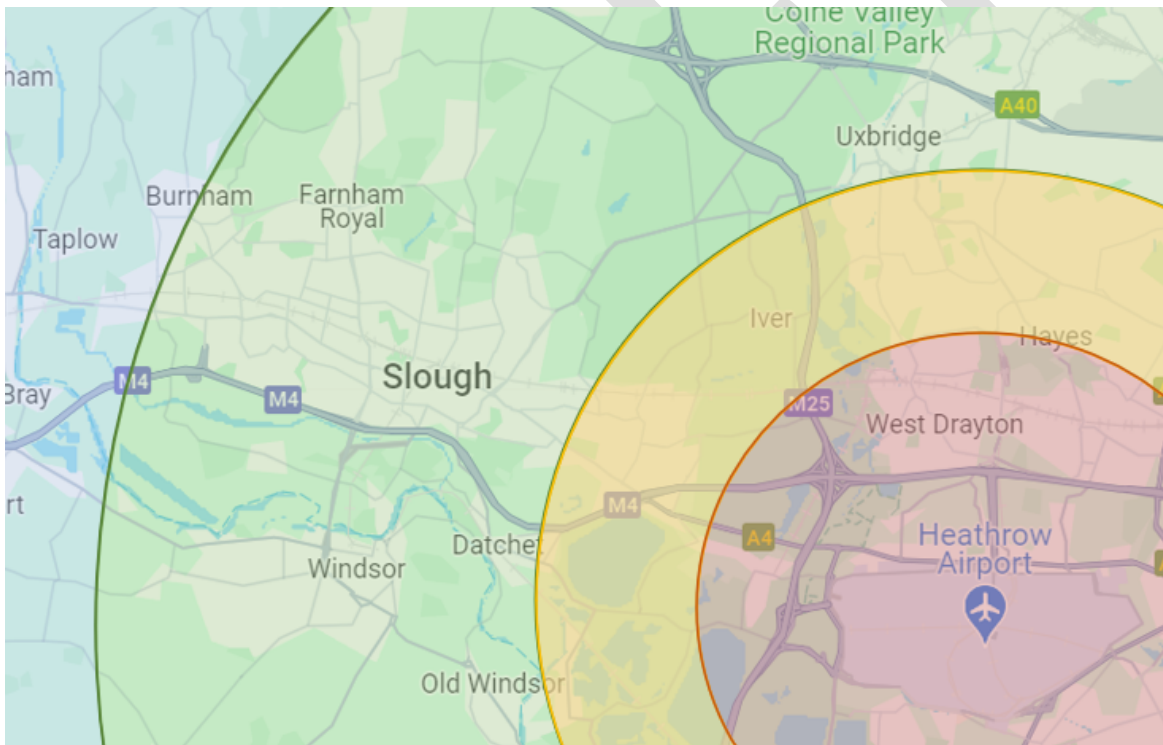 Colne Valley
Regional Park
A40
Uxbridge
Burnham
Farnham
Royal
Taplow
Iver
Hayes
M4
Slough
M4
Bray
M25
West Drayton
rt
M4
A4
Heathrow
Airport
Datchet
Windsor
Old Windsor